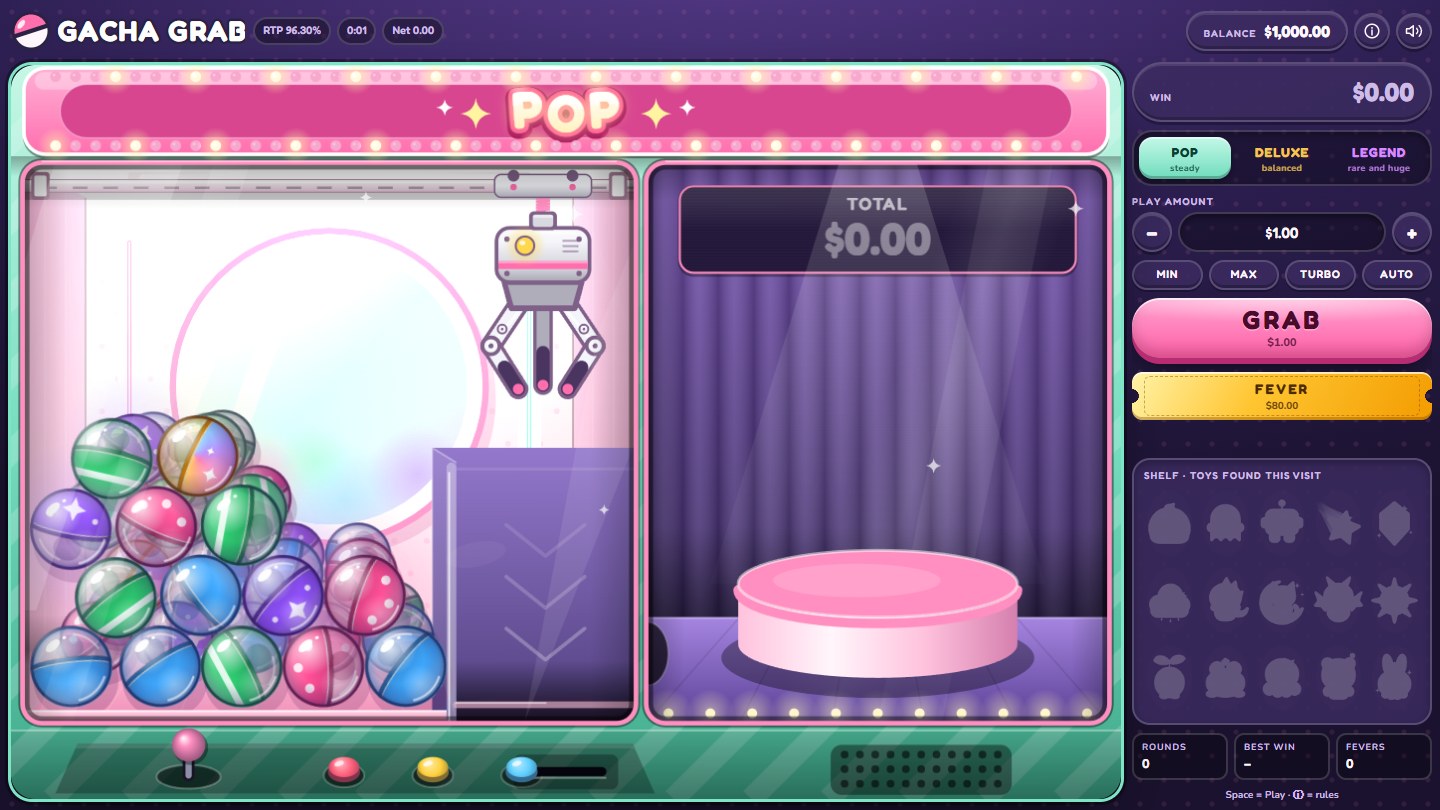 GACHA GRAB
RTP 96.30%
0:01
Net 0.00
BALANCE $1,000.00
POP
WIN
$0.00
POP
steady
DELUXE
balanced
LEGEND
rare and huge
TOTAL
$0.00
PLAY AMOUNT
−
$1.00
+
MIN
MAX
TURBO
AUTO
GRAB
$1.00
FEVER
$80.00
SHELF · TOYS FOUND THIS VISIT
ROUNDS
0
BEST WIN
–
FEVERS
0
Space = Play · ⓘ = rules